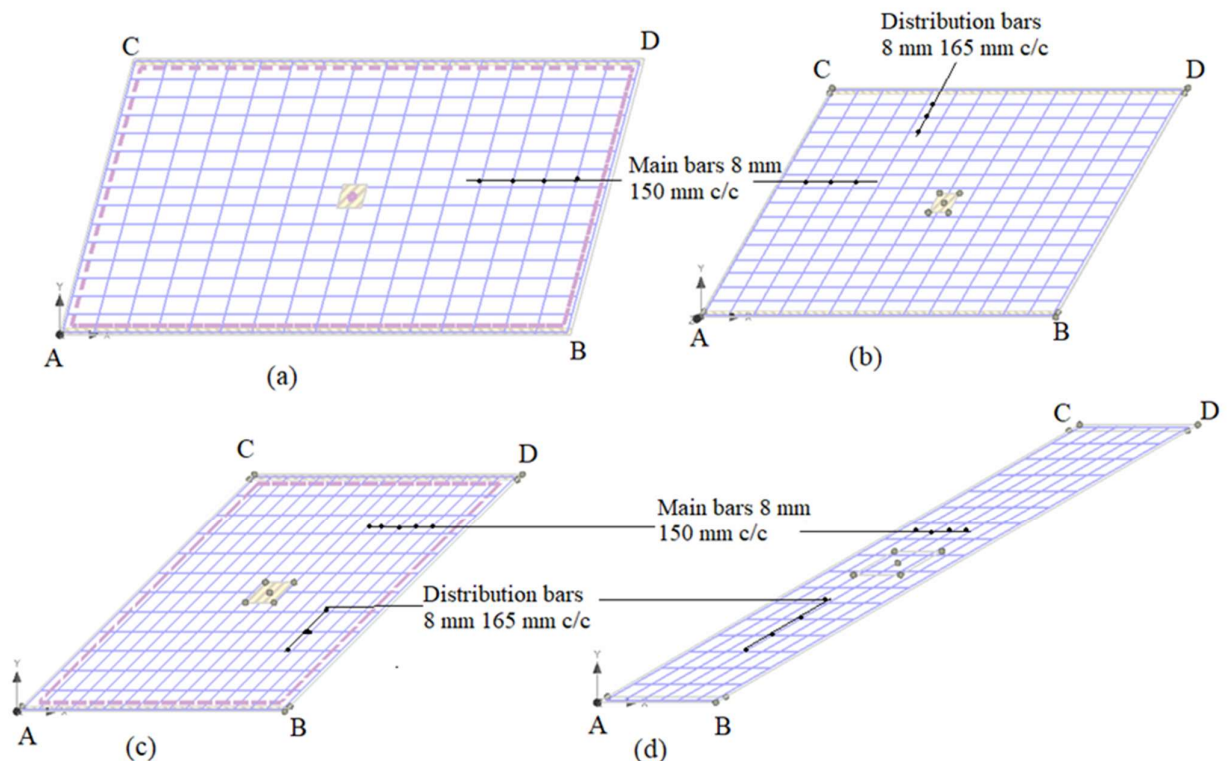 Distribution bars
8 mm 165 mm c/c
C
D
C
D
Main bars 8 mm
150 mm c/c
Y
Y
A
B
A
B
(a)
(b)
C
D
C
D
Main bars 8 mm
150 mm c/c
Distribution bars
8 mm 165 mm c/c
Y
Y
A
B
A
B
(c)
(d)